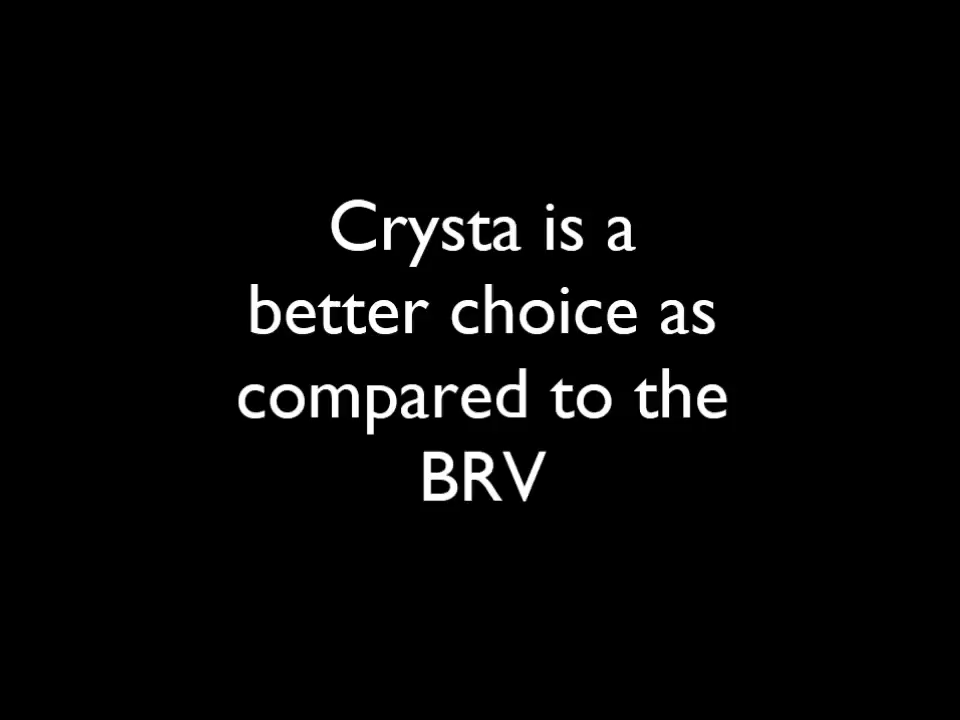 Crysta is a
better choice as
compared to the
BRV